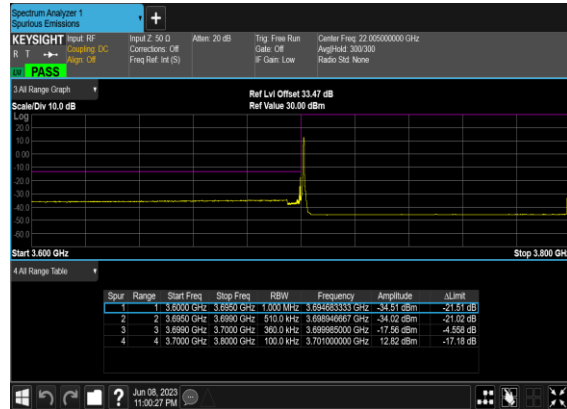 Spectrum Analyzer 1
Spurious Emissions
+
KEYSIGHT Input: RF Input Z: 50 Ω Atten: 20 dB Trig: Free Run Center Freq: 22.005000000 GHz
R T Coupling: DC Corrections: Off Gate: Off Avg|Hold: 300/300
Align: Off Freq Ref: Int (S) IF Gain: Low Radio Std: None
PASS
3 All Range Graph
Ref Lvl Offset 33.47 dB
Scale/Div 10.0 dB Ref Value 30.00 dBm
Log
20.0
10.0
0.00
-10.0
-20.0
-30.0
-40.0
-50.0
-60.0
Start 3.600 GHz Stop 3.800 GH
4 All Range Table
Spur Range Start Freq Stop Freq RBW Frequency Amplitude ΔLimit
1 1 3.6000 GHz 3.6950 GHz 1.000 MHz 3.694683333 GHz -34.51 dBm -21.51 dB
2 2 3.6950 GHz 3.6990 GHz 510.0 kHz 3.698946667 GHz -34.02 dBm -21.02 dB
3 3 3.6990 GHz 3.7000 GHz 360.0 kHz 3.699985000 GHz -17.56 dBm -4.558 dB
4 4 3.7000 GHz 3.8000 GHz 100.0 kHz 3.701000000 GHz 12.82 dBm -17.18 dB
?
Jun 08, 2023
11:00:27 PM